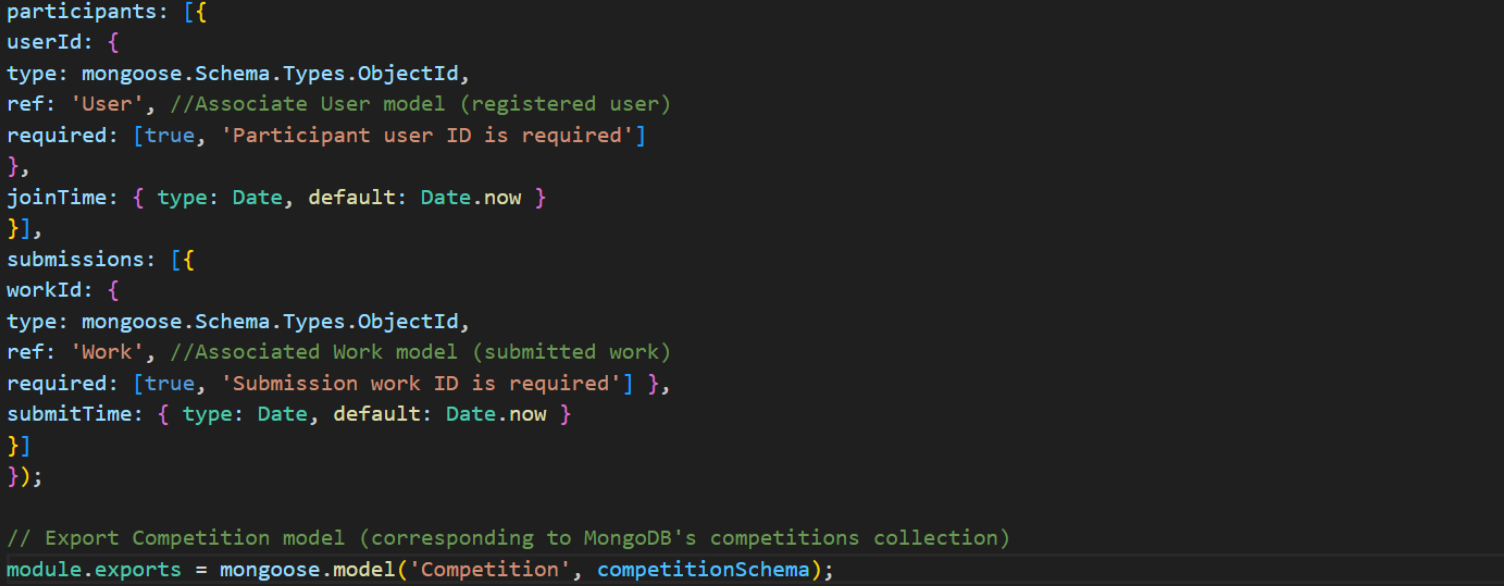 participants: [{
userId: {
type: mongoose.Schema.Types.ObjectId,
ref: 'User', //Associate User model (registered user)
required: [true, 'Participant user ID is required']
},
joinTime: { type: Date, default: Date.now }
}],
submissions: [{
workId: {
type: mongoose.Schema.Types.ObjectId,
ref: 'Work', //Associated Work model (submitted work)
required: [true, 'Submission work ID is required'] },
submitTime: { type: Date, default: Date.now }
}]
});
// Export Competition model (corresponding to MongoDB's competitions collection)
module.exports = mongoose.model('Competition', competitionSchema);